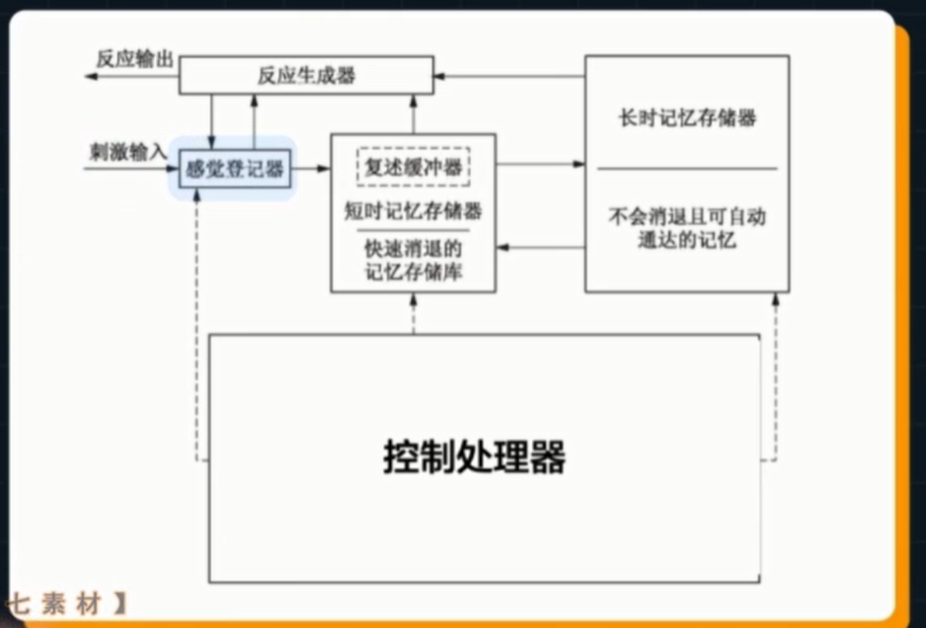 反应输出
反应生成器
刺激输入
感觉登记器
复述缓冲器
短时记忆存储器
快速消退的
记忆存储库
长时记忆存储器
不会消退且可自动
通达的记忆
控制处理器
七素材】